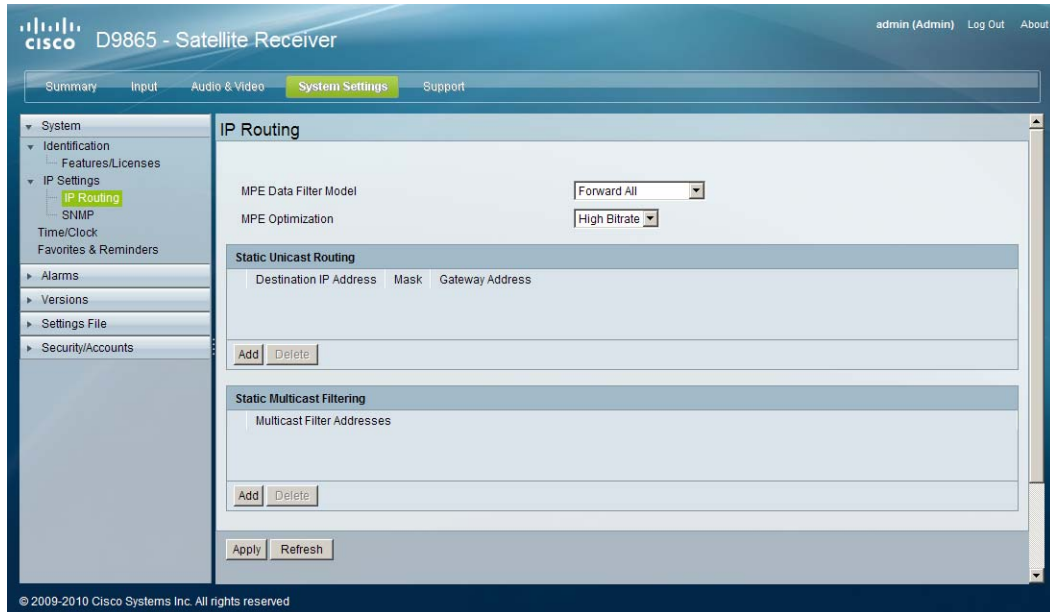 admin (Admin) Log Out About
CISCO D9865 - Satellite Receiver
Summary Input Audio & Video System Settings Support
System
Identification
Features/Licenses
IP Settings
IP Routing
SNMP
Time/Clock
Favorites & Reminders
Alarms
Versions
Settings File
Security/Accounts
IP Routing
MPE Data Filter Model Forward All
MPE Optimization High Bitrate
Static Unicast Routing
Destination IP Address Mask Gateway Address
Add Delete
Static Multicast Filtering
Multicast Filter Addresses
Add Delete
Apply Refresh
© 2009-2010 Cisco Systems Inc. All rights reserved